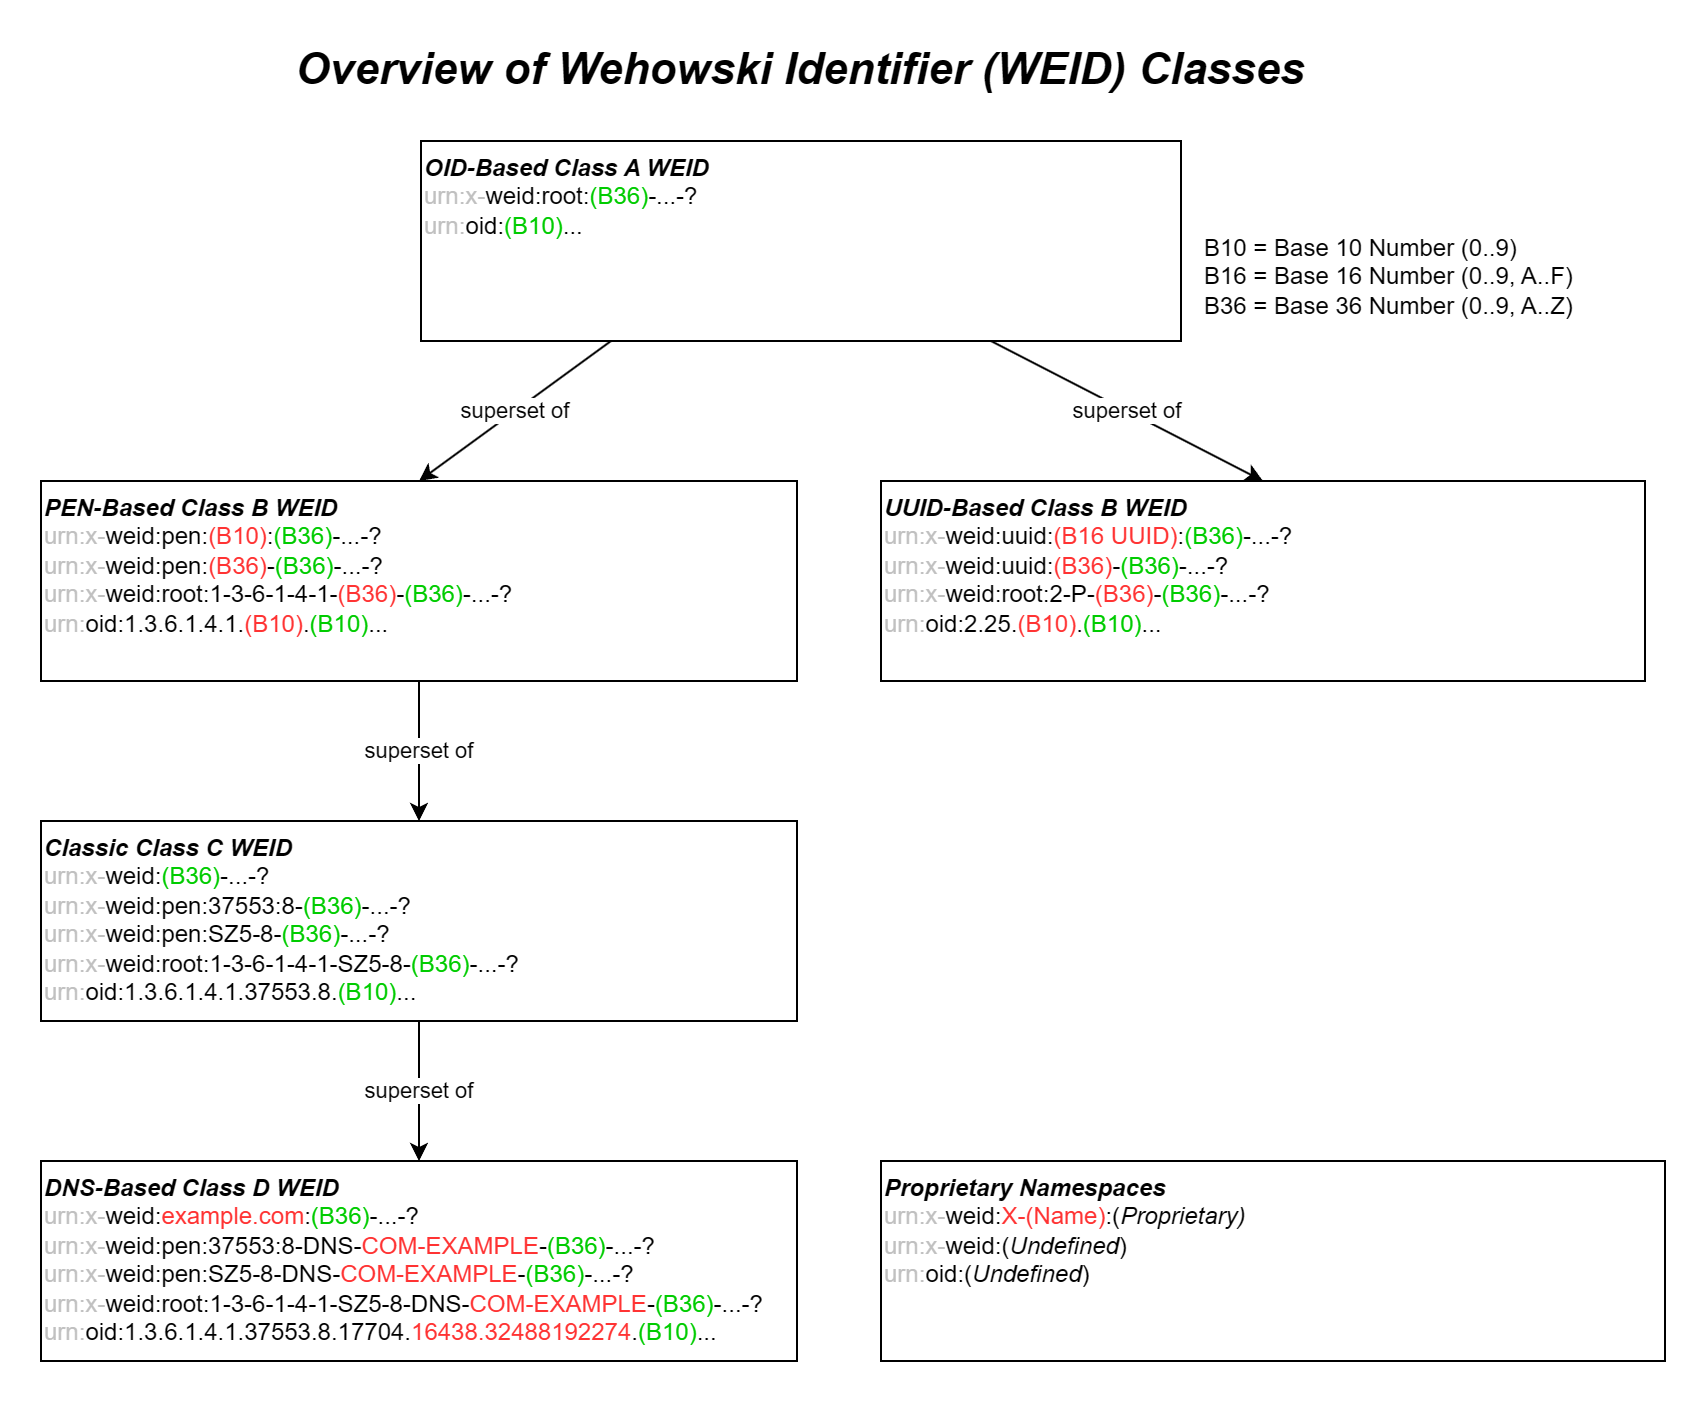 Overview of Wehowski Identifier (WEID) Classes
OID-Based Class A WEID
urn:x-weid:root:(B36)-...-?
urn:oid:(B10)...
B10 = Base 10 Number (0..9)
B16 = Base 16 Number (0..9, A..F)
B36 = Base 36 Number (0..9, A..Z)
superset of
superset of
PEN-Based Class B WEID
urn:x-weid:pen:(B10):(B36)-...-?
urn:x-weid:pen:(B36)-(B36)-...-?
urn:x-weid:root:1-3-6-1-4-1-(B36)-(B36)-...-?
urn:oid:1.3.6.1.4.1.(B10).(B10)...
UUID-Based Class B WEID
urn:x-weid:uuid:(B16 UUID):(B36)-...-?
urn:x-weid:uuid:(B36)-(B36)-...-?
urn:x-weid:root:2-P-(B36)-(B36)-...-?
urn:oid:2.25.(B10).(B10)...
superset of
Classic Class C WEID
urn:x-weid:(B36)-...-?
urn:x-weid:pen:37553:8-(B36)-...-?
urn:x-weid:pen:SZ5-8-(B36)-...-?
urn:x-weid:root:1-3-6-1-4-1-SZ5-8-(B36)-...-?
urn:oid:1.3.6.1.4.1.37553.8.(B10)...
superset of
DNS-Based Class D WEID
urn:x-weid:example.com:(B36)-...-?
urn:x-weid:pen:37553:8-DNS-COM-EXAMPLE-(B36)-...-?
urn:x-weid:pen:SZ5-8-DNS-COM-EXAMPLE-(B36)-...-?
urn:x-weid:root:1-3-6-1-4-1-SZ5-8-DNS-COM-EXAMPLE-(B36)-...-?
urn:oid:1.3.6.1.4.1.37553.8.17704.16438.32488192274.(B10)...
Proprietary Namespaces
urn:x-weid:X-(Name):(Proprietary)
urn:x-weid:(Undefined)
urn:oid:(Undefined)